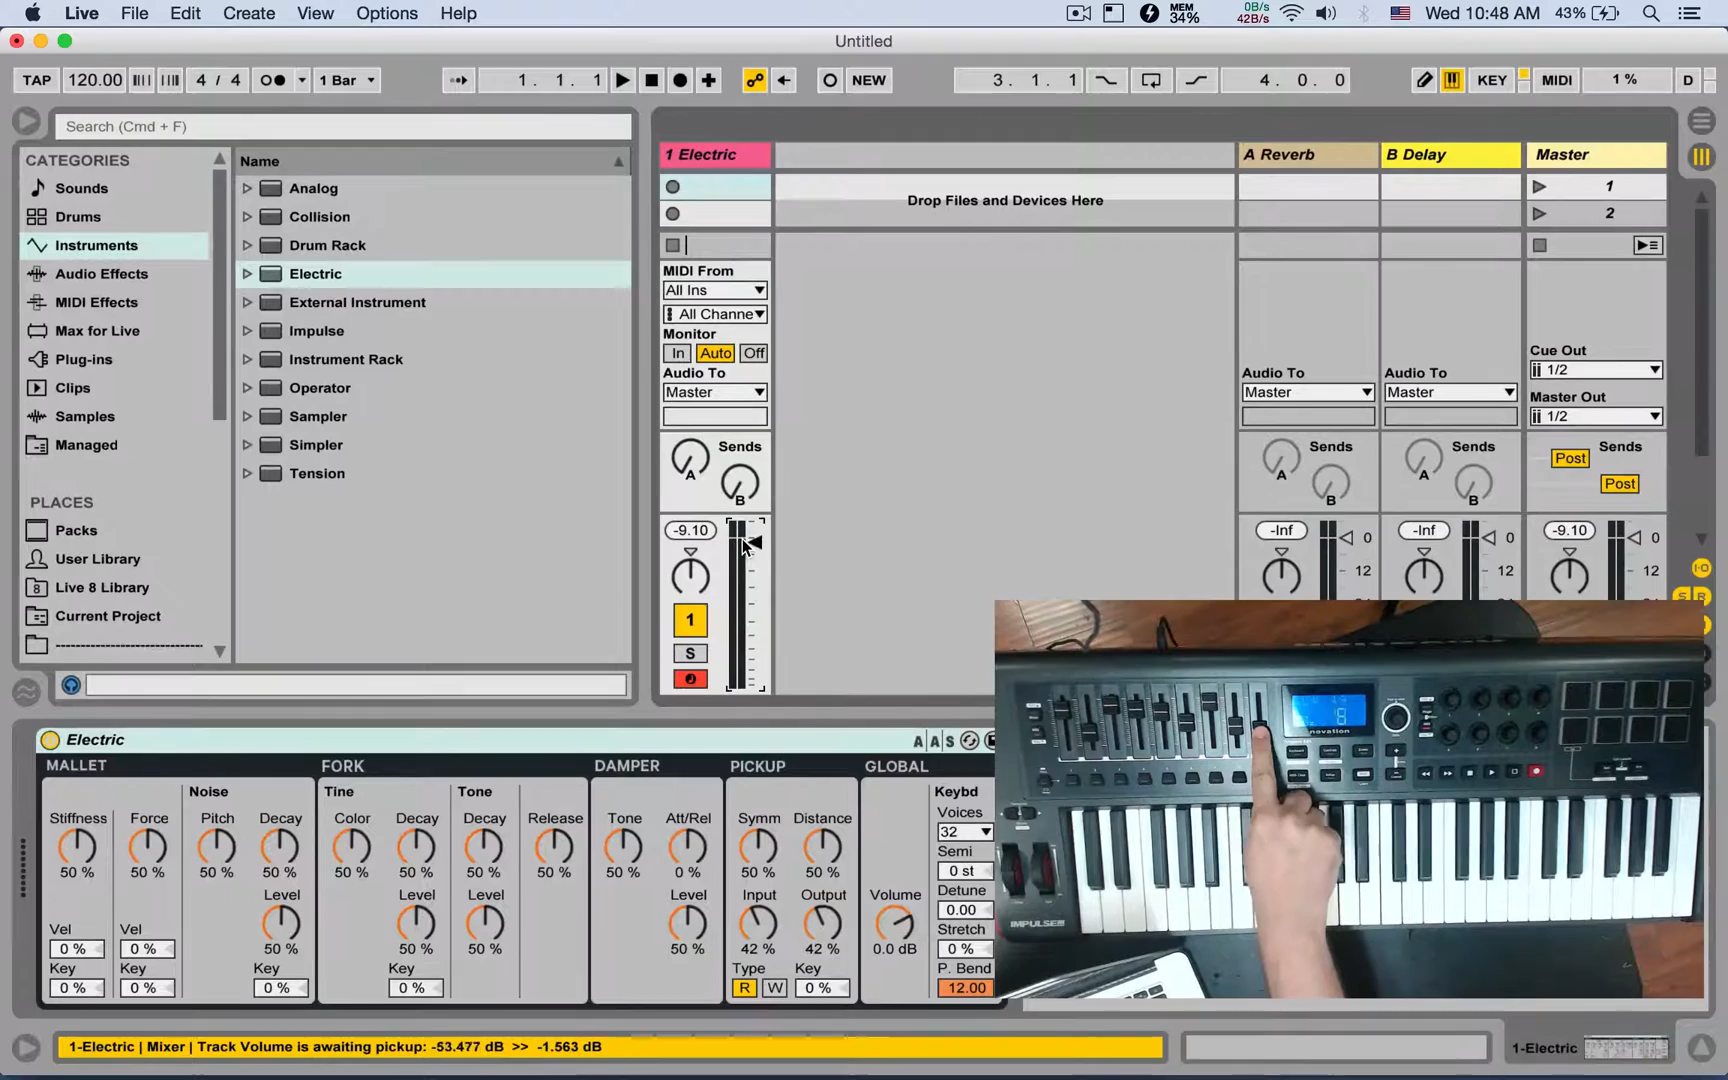 Live File Edit Create View Options Help
MEM 34% 0B/s 42B/s Wed 10:48 AM 43%
Untitled
TAP 120.00 4 / 4 1 Bar 1. 1. 1 NEW 3. 1. 1 4. 0. 0 KEY MIDI 1 % D
Search (Cmd + F)
CATEGORIES
Sounds
Drums
Instruments
Audio Effects
MIDI Effects
Max for Live
Plug-ins
Clips
Samples
Managed
PLACES
Packs
User Library
Live 8 Library
Current Project
Name
Analog
Collision
Drum Rack
Electric
External Instrument
Impulse
Instrument Rack
Operator
Sampler
Simpler
Tension
1 Electric A Reverb B Delay Master
Drop Files and Devices Here
1
2
MIDI From
All Ins
All Channe
Monitor
In Auto Off
Audio To
Master
Audio To
Master
Audio To
Master
Cue Out
1/2
Master Out
1/2
Sends
A
B
A
B
A
B
Sends
Post
Post
-9.10 -Inf 0 -Inf 0 -9.10 0
12 12 12
1
S
I·O
S R
novation
IMPULSE
Electric
A A S
MALLET FORK DAMPER PICKUP GLOBAL
Noise Tine Tone Keybd
Stiffness Force Pitch Decay Color Decay Decay Release Tone Att/Rel Symm Distance Voices
50 % 50 % 50 % 50 % 50 % 50 % 50 % 50 % 50 % 0 % 50 % 50 % 32
Semi
0 st
Level Level Level Level Input Output Volume Detune
50 % 50 % 50 % 50 % 42 % 42 % 0.0 dB 0.00
Vel Vel Stretch
0 % 0 % 0 %
Key Key Key Key Type Key P. Bend
0 % 0 % 0 % 0 % R W 0 % 12.00
1-Electric | Mixer | Track Volume is awaiting pickup: -53.477 dB >> -1.563 dB
1-Electric